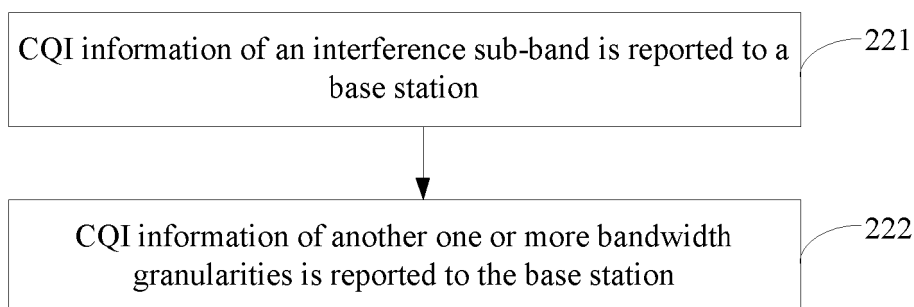 CQI information of an interference sub-band is reported to a
base station
221
CQI information of another one or more bandwidth
granularities is reported to the base station
222